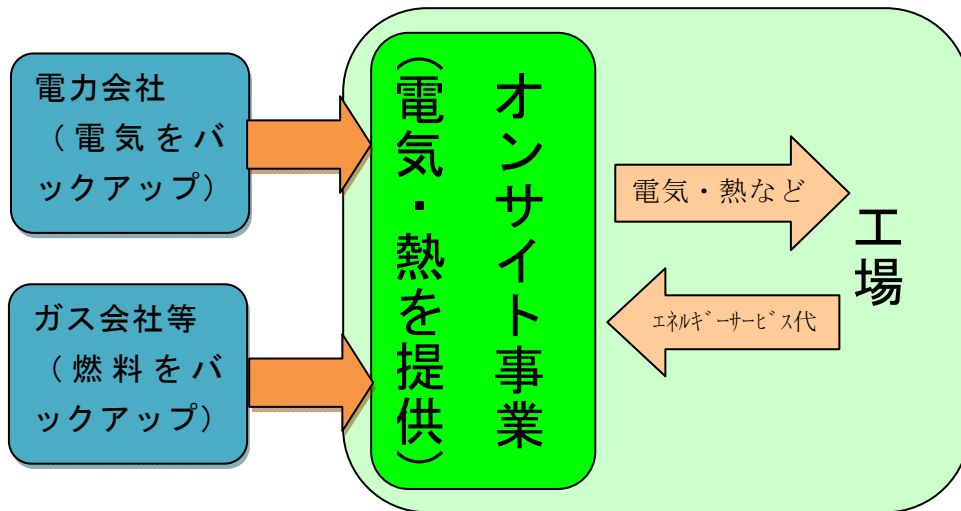 電力会社
（電気をバ
ックアップ）
ガス会社等
（燃料をバ
ックアップ）
オンサイト事業
（電気・熱を提供）
電気・熱など
エネルギーサービス代
工場